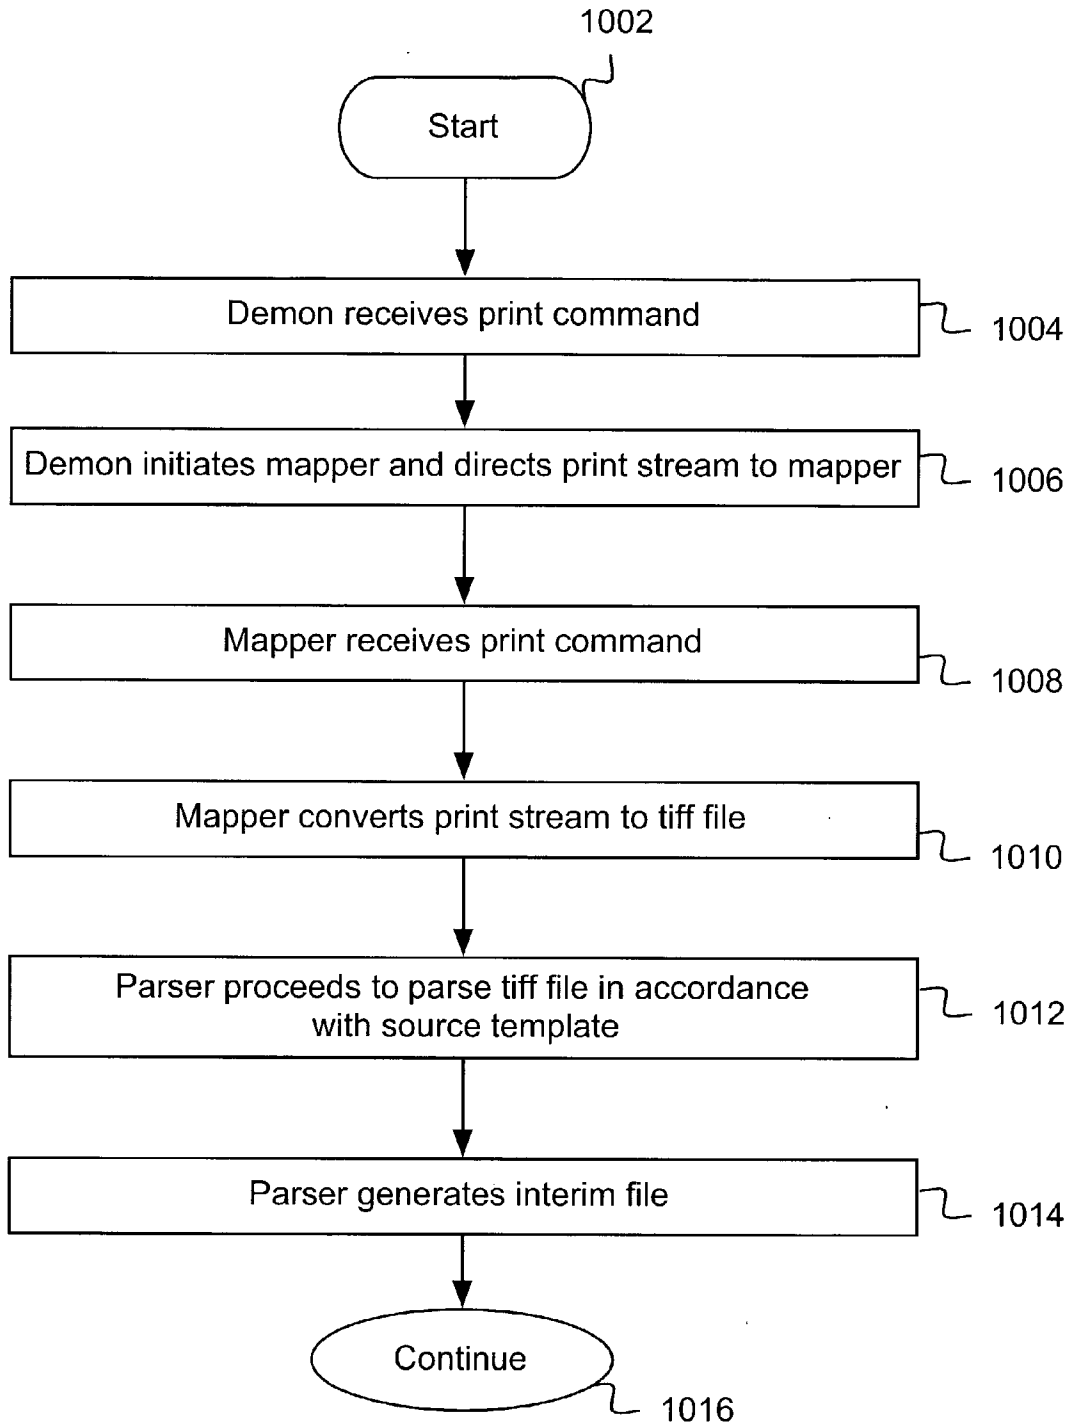 1002
Start
Demon receives print command
1004
Demon initiates mapper and directs print stream to mapper
1006
Mapper receives print command
1008
Mapper converts print stream to tiff file
1010
Parser proceeds to parse tiff file in accordance
with source template
1012
Parser generates interim file
1014
Continue
1016